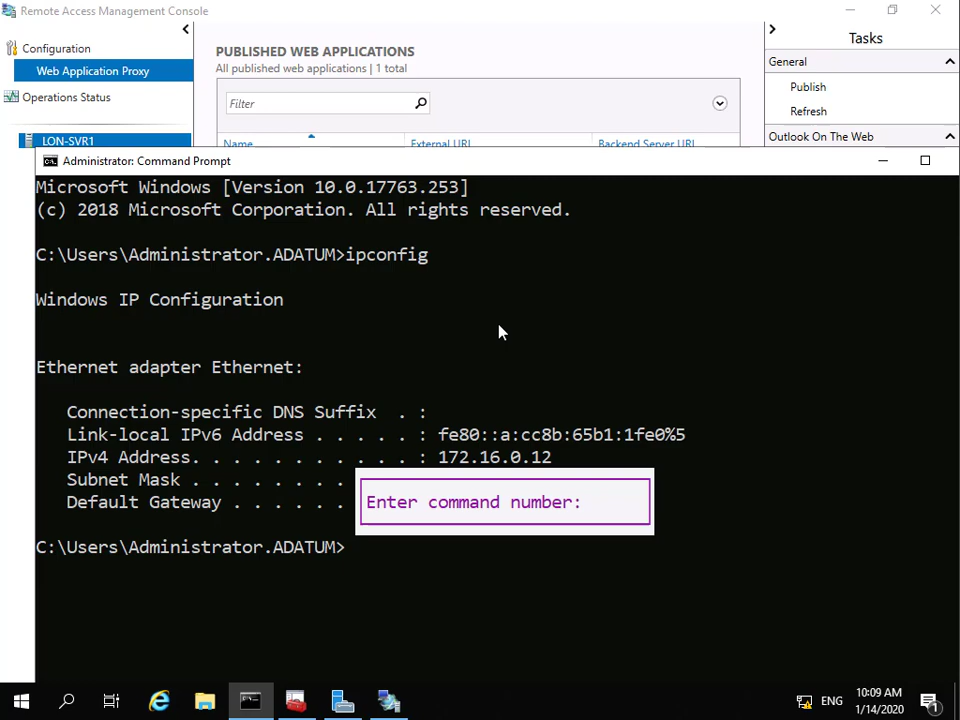 Remote Access Management Console
Configuration
Web Application Proxy
Operations Status
LON-SVR1
PUBLISHED WEB APPLICATIONS
All published web applications | 1 total
Filter
Name External URL Backend Server URL
Tasks
General
Publish
Refresh
Outlook On The Web
Administrator: Command Prompt
Microsoft Windows [Version 10.0.17763.253]
(c) 2018 Microsoft Corporation. All rights reserved.
C:\Users\Administrator.ADATUM>ipconfig
Windows IP Configuration
Ethernet adapter Ethernet:
Connection-specific DNS Suffix . :
Link-local IPv6 Address . . . . . : fe80::a:cc8b:65b1:1fe0%5
IPv4 Address. . . . . . . . . . . : 172.16.0.12
Subnet Mask . . . . . . . .
Default Gateway . . . . . .
Enter command number:
C:\Users\Administrator.ADATUM>
ENG
10:09 AM
1/14/2020
1